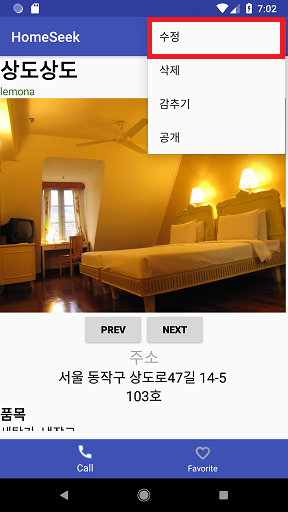 7:02
HomeSeek
수정
삭제
감추기
공개
상도상도
lemona
PREV
NEXT
주소
서울 동작구 상도로47길 14-5
103호
품목
Call
Favorite